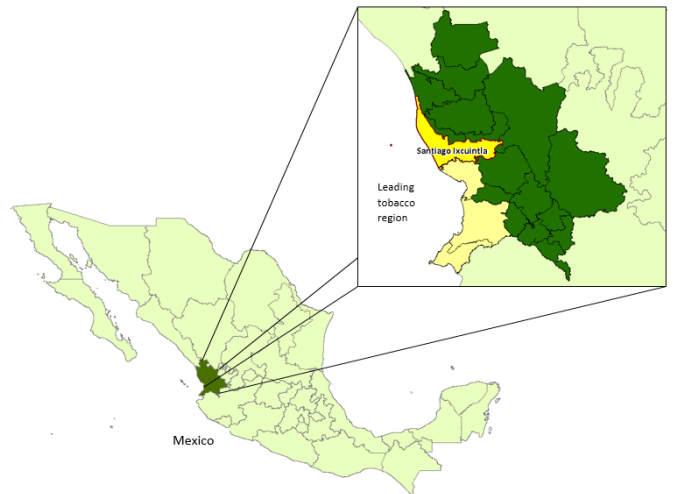 Santiago Ixcuintla
Leading
tobacco
region
Mexico